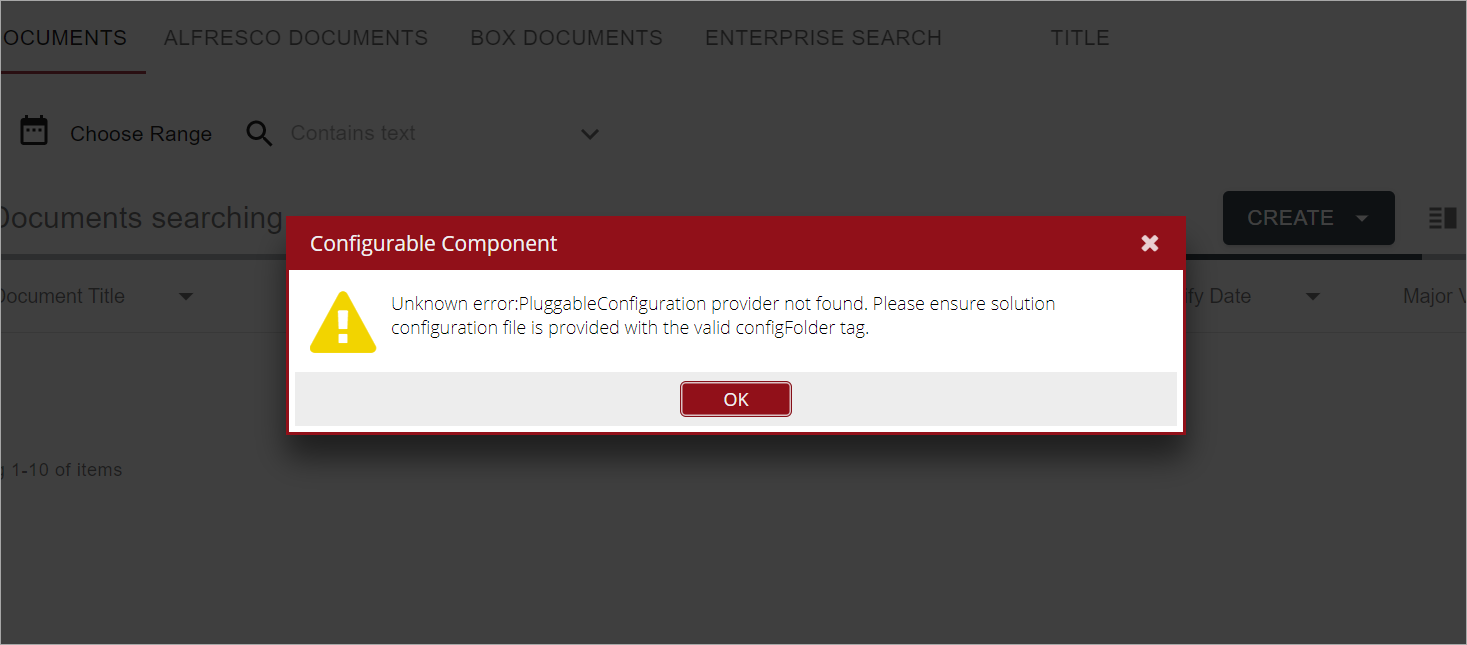 OCUMENTS ALFRESCO DOCUMENTS BOX DOCUMENTS ENTERPRISE SEARCH TITLE
Choose Range Contains text
Documents searching CREATE
Configurable Component
Document Title fy Date Major V
Unknown error:PluggableConfiguration provider not found. Please ensure solution
configuration file is provided with the valid configFolder tag.
OK
g 1-10 of items